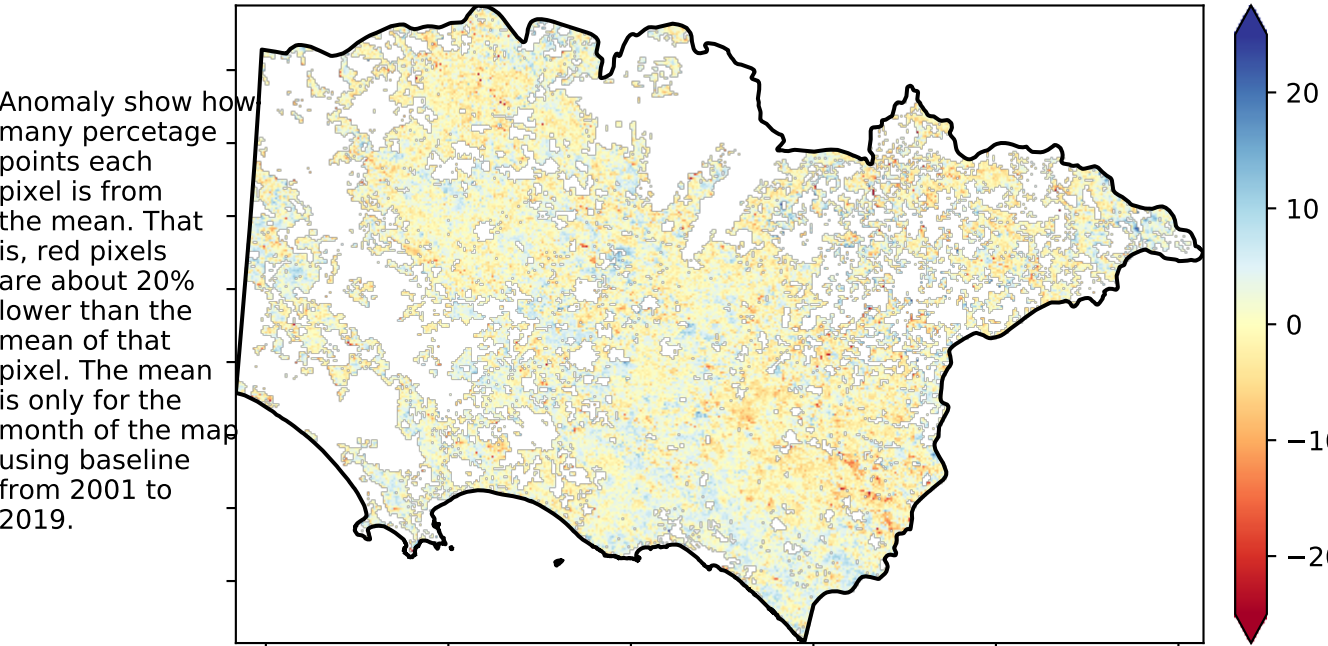 Anomaly show how
many percetage
points each
pixel is from
the mean. That
is, red pixels
are about 20%
lower than the
mean of that
pixel. The mean
is only for the
month of the map
using baseline
from 2001 to
2019.
20
10
0
−10
−20